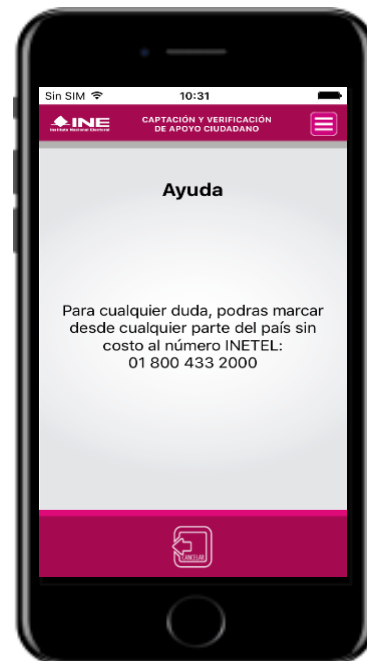 Sin SIM 10:31
INE
Instituto Nacional Electoral
CAPTACIÓN Y VERIFICACIÓN
DE APOYO CIUDADANO
Ayuda
Para cualquier duda, podras marcar
desde cualquier parte del país sin
costo al número INETEL:
01 800 433 2000
CANCELAR